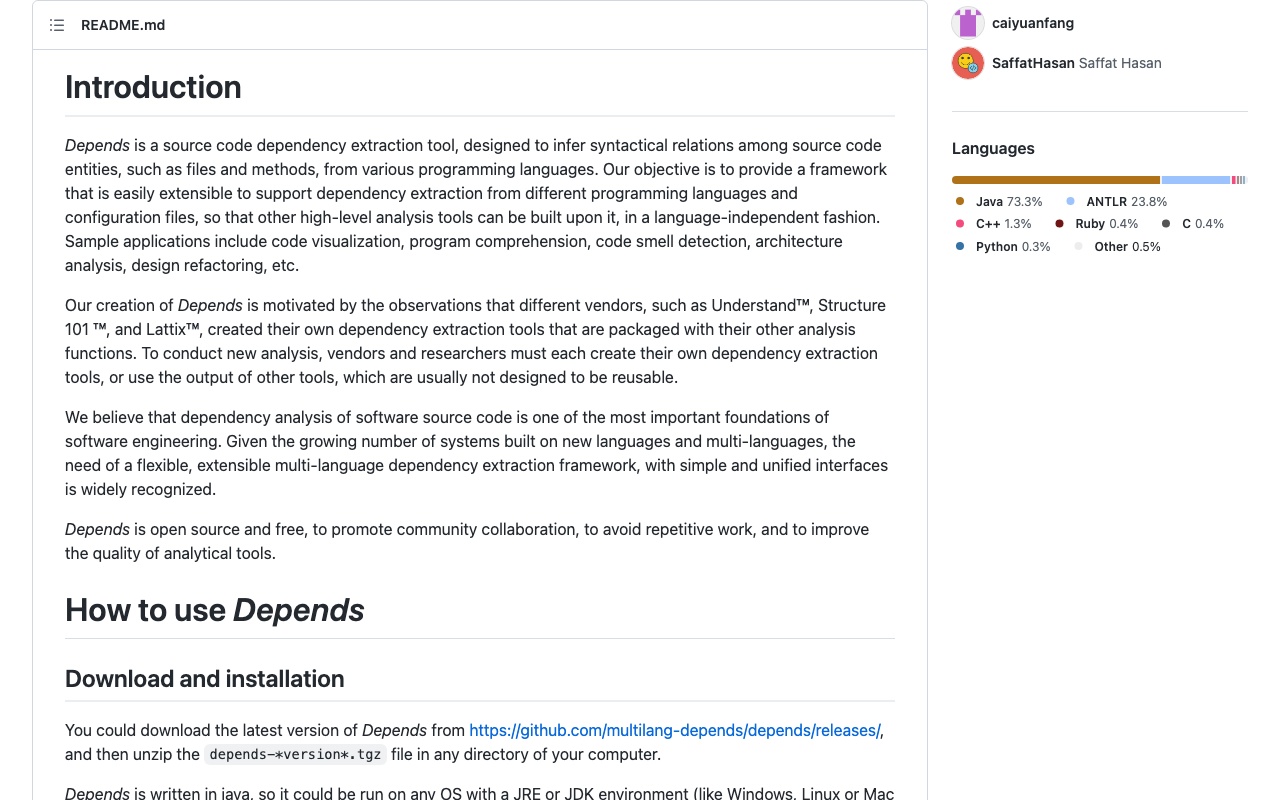 README.md
Introduction
Depends is a source code dependency extraction tool, designed to infer syntactical relations among source code
entities, such as files and methods, from various programming languages. Our objective is to provide a framework
that is easily extensible to support dependency extraction from different programming languages and
configuration files, so that other high-level analysis tools can be built upon it, in a language-independent fashion.
Sample applications include code visualization, program comprehension, code smell detection, architecture
analysis, design refactoring, etc.
Our creation of Depends is motivated by the observations that different vendors, such as Understand™, Structure
101 ™, and Lattix™, created their own dependency extraction tools that are packaged with their other analysis
functions. To conduct new analysis, vendors and researchers must each create their own dependency extraction
tools, or use the output of other tools, which are usually not designed to be reusable.
We believe that dependency analysis of software source code is one of the most important foundations of
software engineering. Given the growing number of systems built on new languages and multi-languages, the
need of a flexible, extensible multi-language dependency extraction framework, with simple and unified interfaces
is widely recognized.
Depends is open source and free, to promote community collaboration, to avoid repetitive work, and to improve
the quality of analytical tools.
How to use Depends
Download and installation
You could download the latest version of Depends from https://github.com/multilang-depends/depends/releases/,
and then unzip the depends-*version*.tgz file in any directory of your computer.
Depends is written in java, so it could be run on any OS with a JRE or JDK environment (like Windows, Linux or Mac
caiyuanfang
SaffatHasan Saffat Hasan
Languages
Java 73.3% ANTLR 23.8%
C++ 1.3% Ruby 0.4% C 0.4%
Python 0.3% Other 0.5%